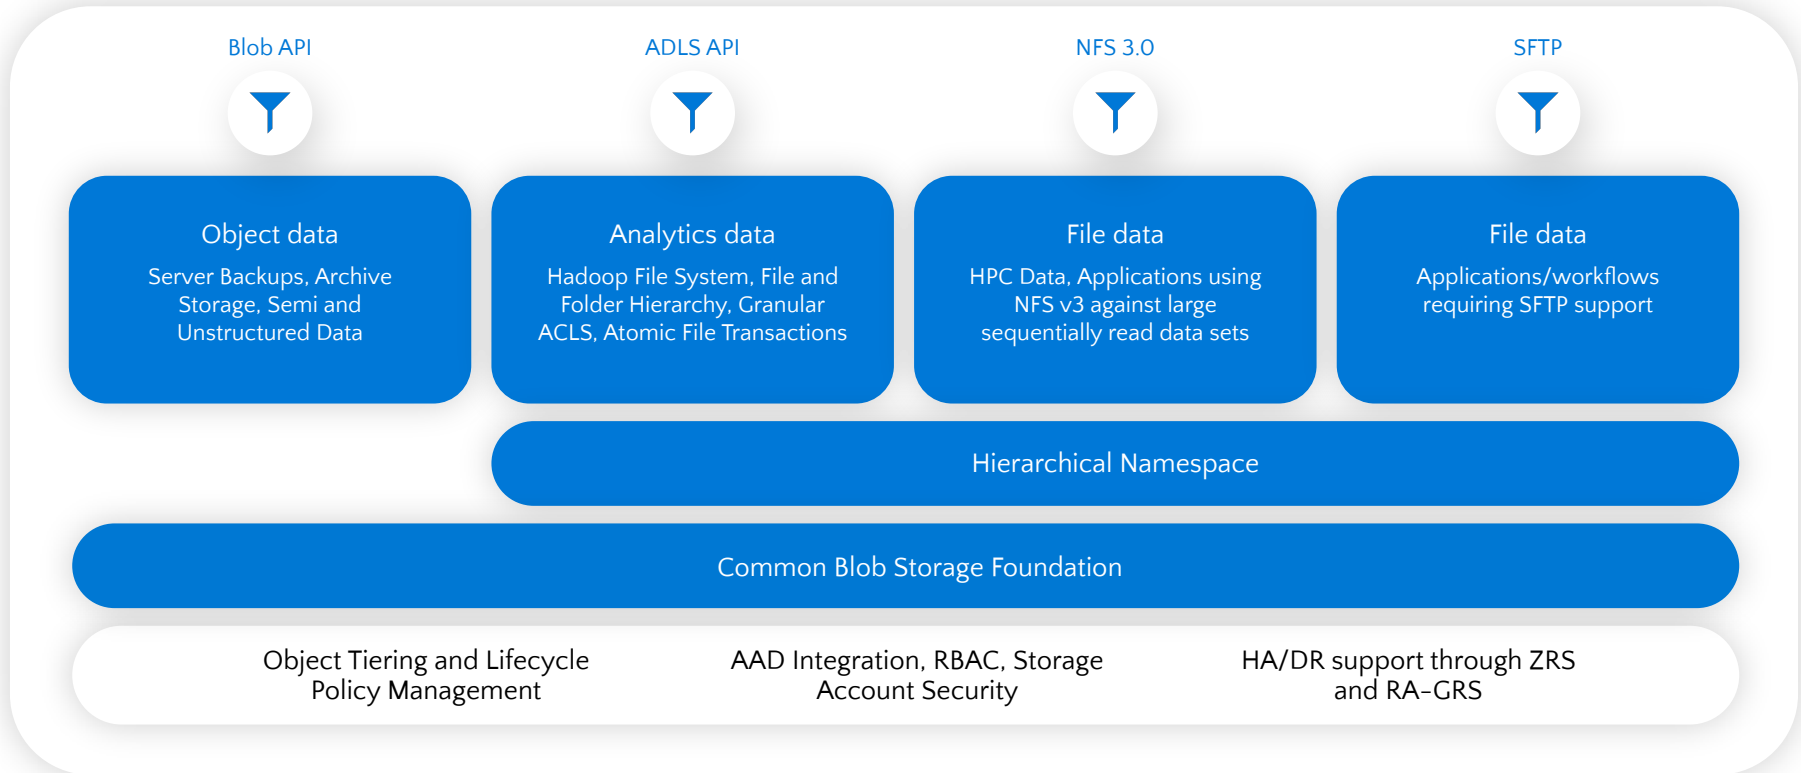 Blob API
ADLS API
NFS 3.0
SFTP
Object data
Server Backups, Archive
Storage, Semi and
Unstructured Data
Analytics data
Hadoop File System, File and
Folder Hierarchy, Granular
ACLS, Atomic File Transactions
File data
HPC Data, Applications using
NFS v3 against large
sequentially read data sets
File data
Applications/workflows
requiring SFTP support
Hierarchical Namespace
Common Blob Storage Foundation
Object Tiering and Lifecycle
Policy Management
AAD Integration, RBAC, Storage
Account Security
HA/DR support through ZRS
and RA-GRS